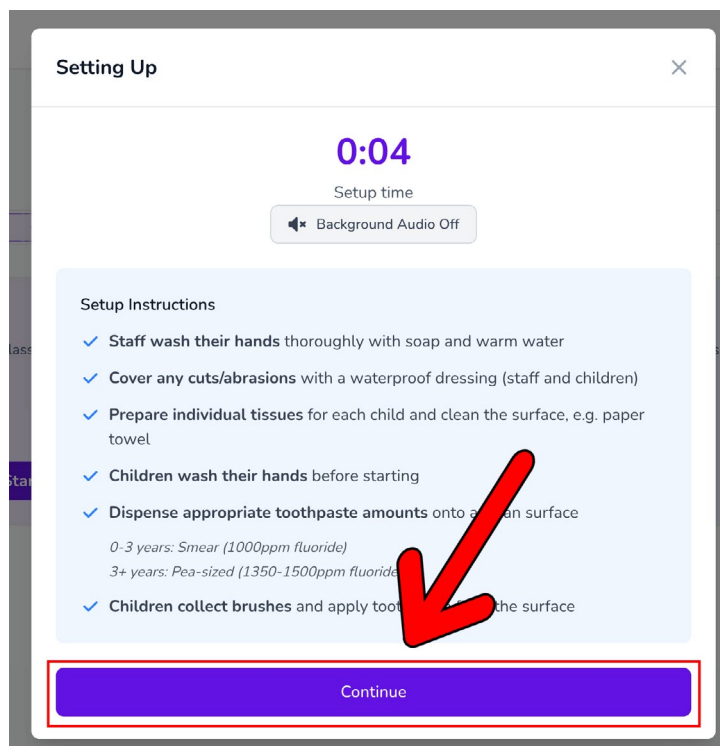 Setting Up
0:04
Setup time
Background Audio Off
Setup Instructions
Staff wash their hands thoroughly with soap and warm water
Cover any cuts/abrasions with a waterproof dressing (staff and children)
Prepare individual tissues for each child and clean the surface, e.g. paper
towel
Children wash their hands before starting
Dispense appropriate toothpaste amounts onto surface
0-3 years: Smear (1000ppm fluoride)
3+ years: Pea-sized (1350-1500ppm fluoride
Children collect brushes and apply the surface
Continue